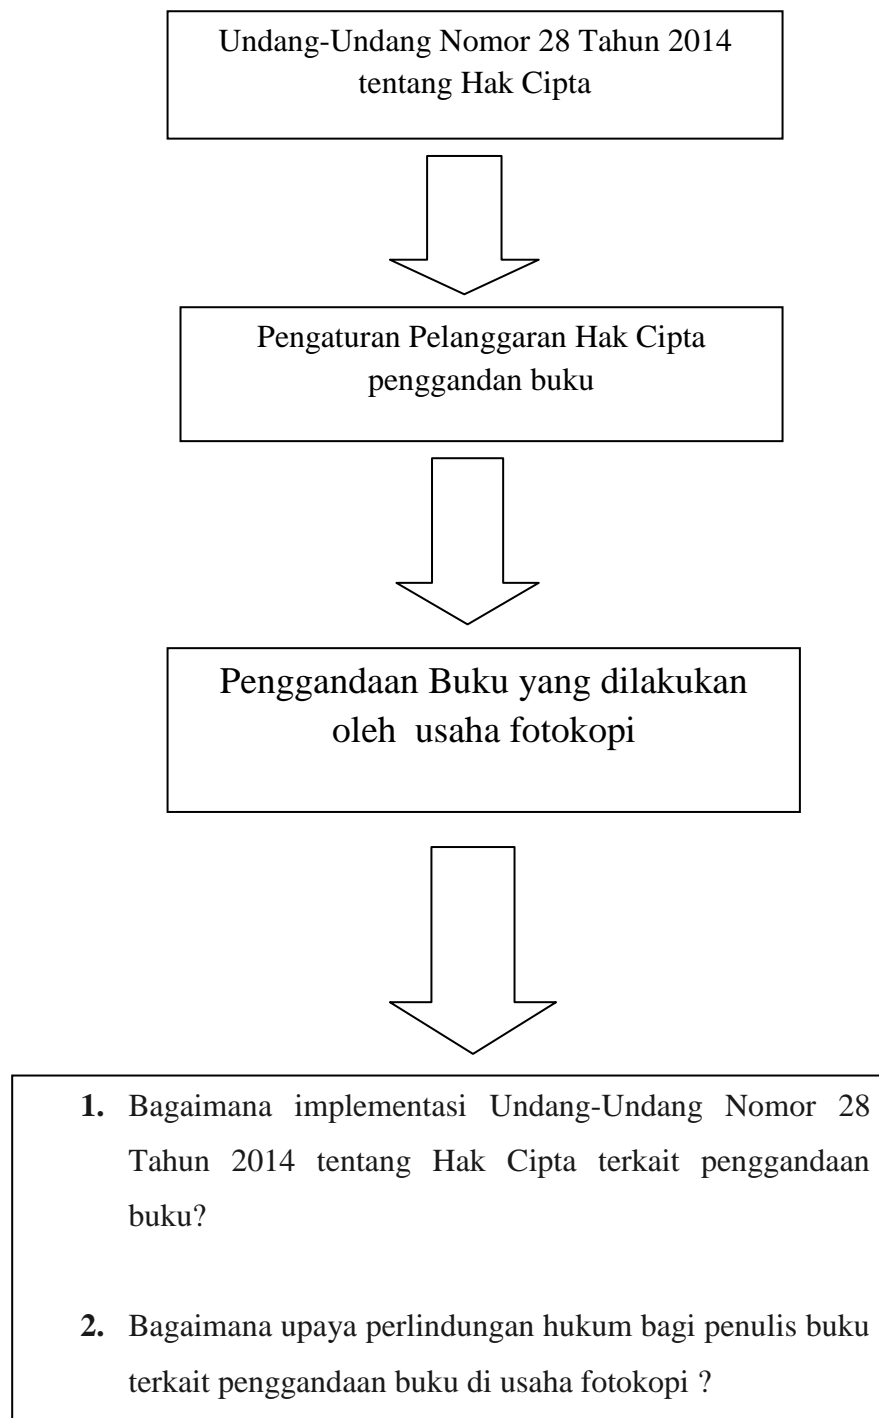 Undang-Undang Nomor 28 Tahun 2014
tentang Hak Cipta
Pengaturan Pelanggaran Hak Cipta
penggandan buku
Penggandaan Buku yang dilakukan
oleh usaha fotokopi
1. Bagaimana implementasi Undang-Undang Nomor 28
Tahun 2014 tentang Hak Cipta terkait penggandaan
buku?
2. Bagaimana upaya perlindungan hukum bagi penulis buku
terkait penggandaan buku di usaha fotokopi ?